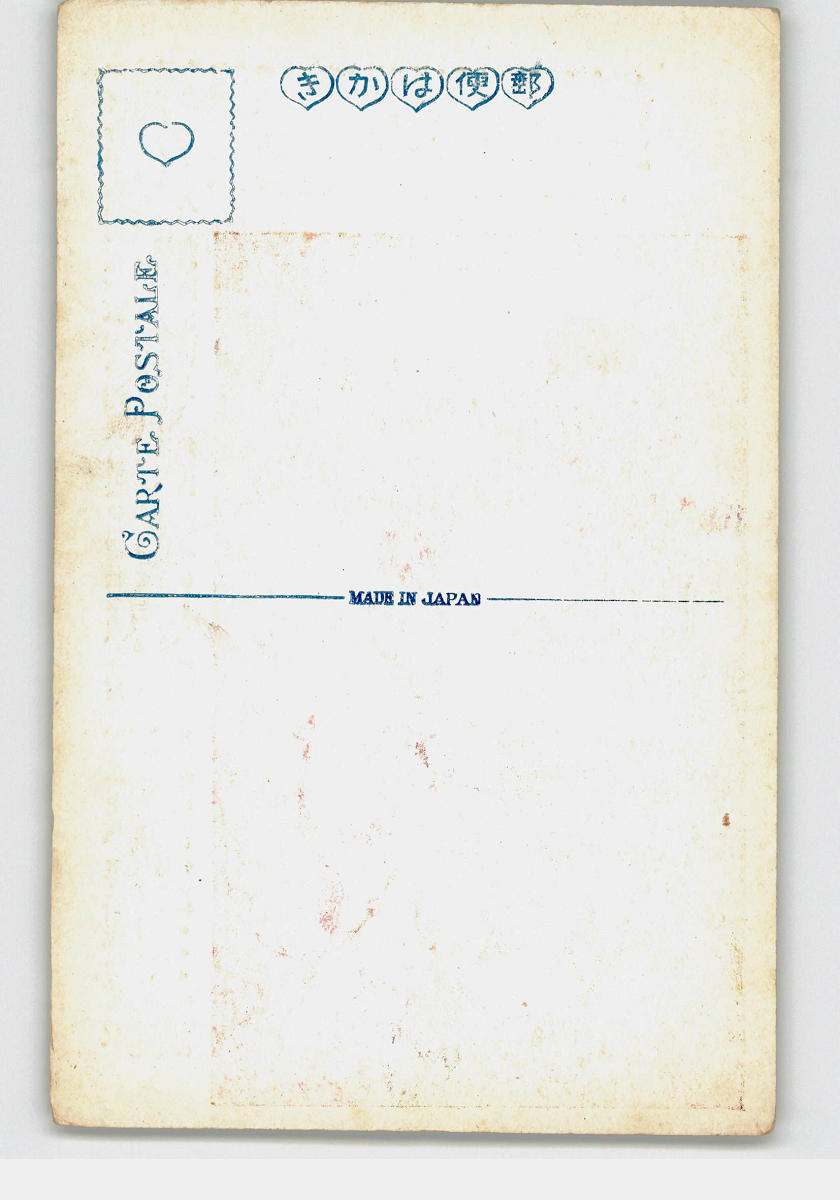 きかは便郵
CARTE POSTALE
MADE IN JAPAN